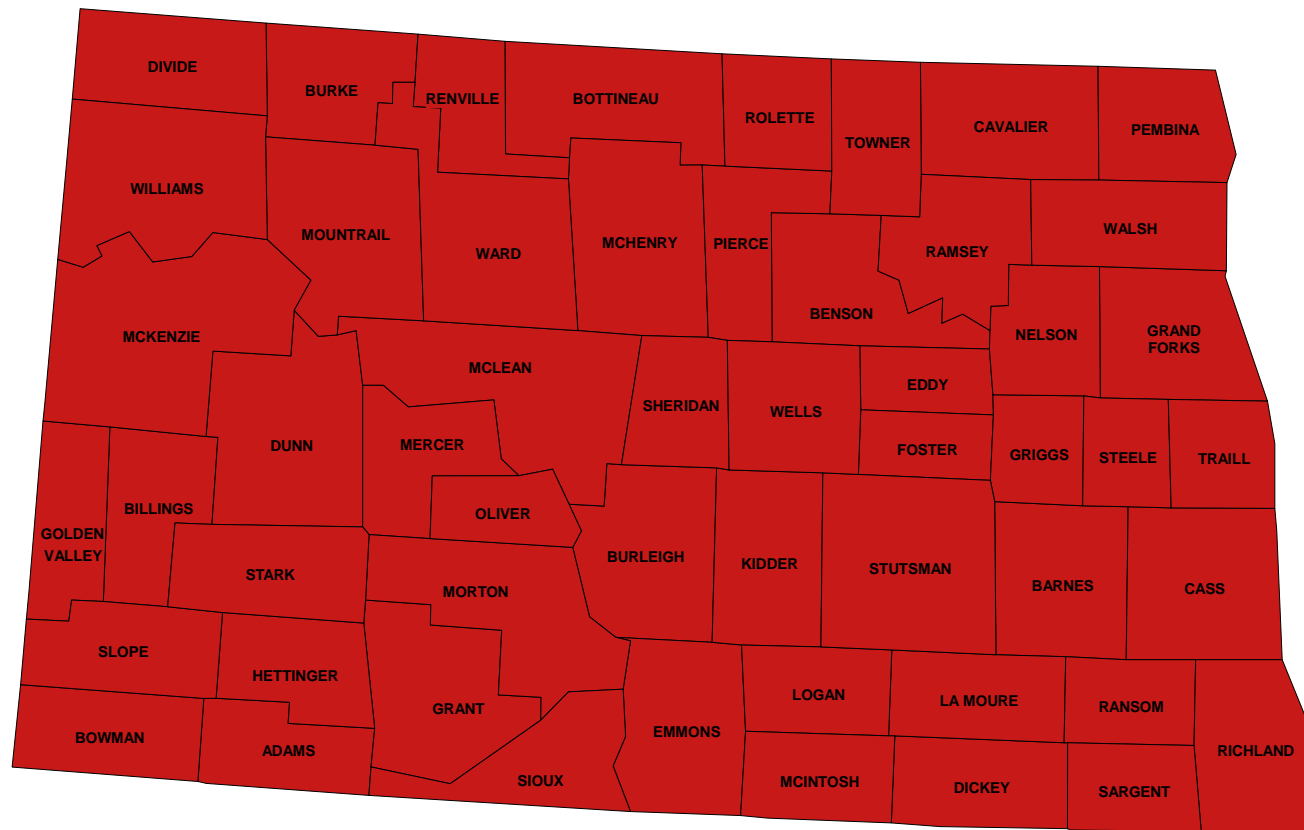 DIVIDE
BURKE
RENVILLE
BOTTINEAU
ROLETTE
TOWNER
CAVALIER
PEMBINA
WILLIAMS
MOUNTRAIL
WARD
MCHENRY
PIERCE
BENSON
RAMSEY
WALSH
MCKENZIE
DUNN
MCLEAN
MERCER
OLIVER
SHERIDAN
WELLS
EDDY
FOSTER
NELSON
GRAND
FORKS
GRIGGS
STEELE
TRAILL
GOLDEN
VALLEY
BILLINGS
STARK
MORTON
BURLEIGH
KIDDER
STUTSMAN
BARNES
CASS
SLOPE
HETTINGER
GRANT
BOWMAN
ADAMS
SIOUX
EMMONS
LOGAN
LA MOURE
RANSOM
RICHLAND
MCINTOSH
DICKEY
SARGENT